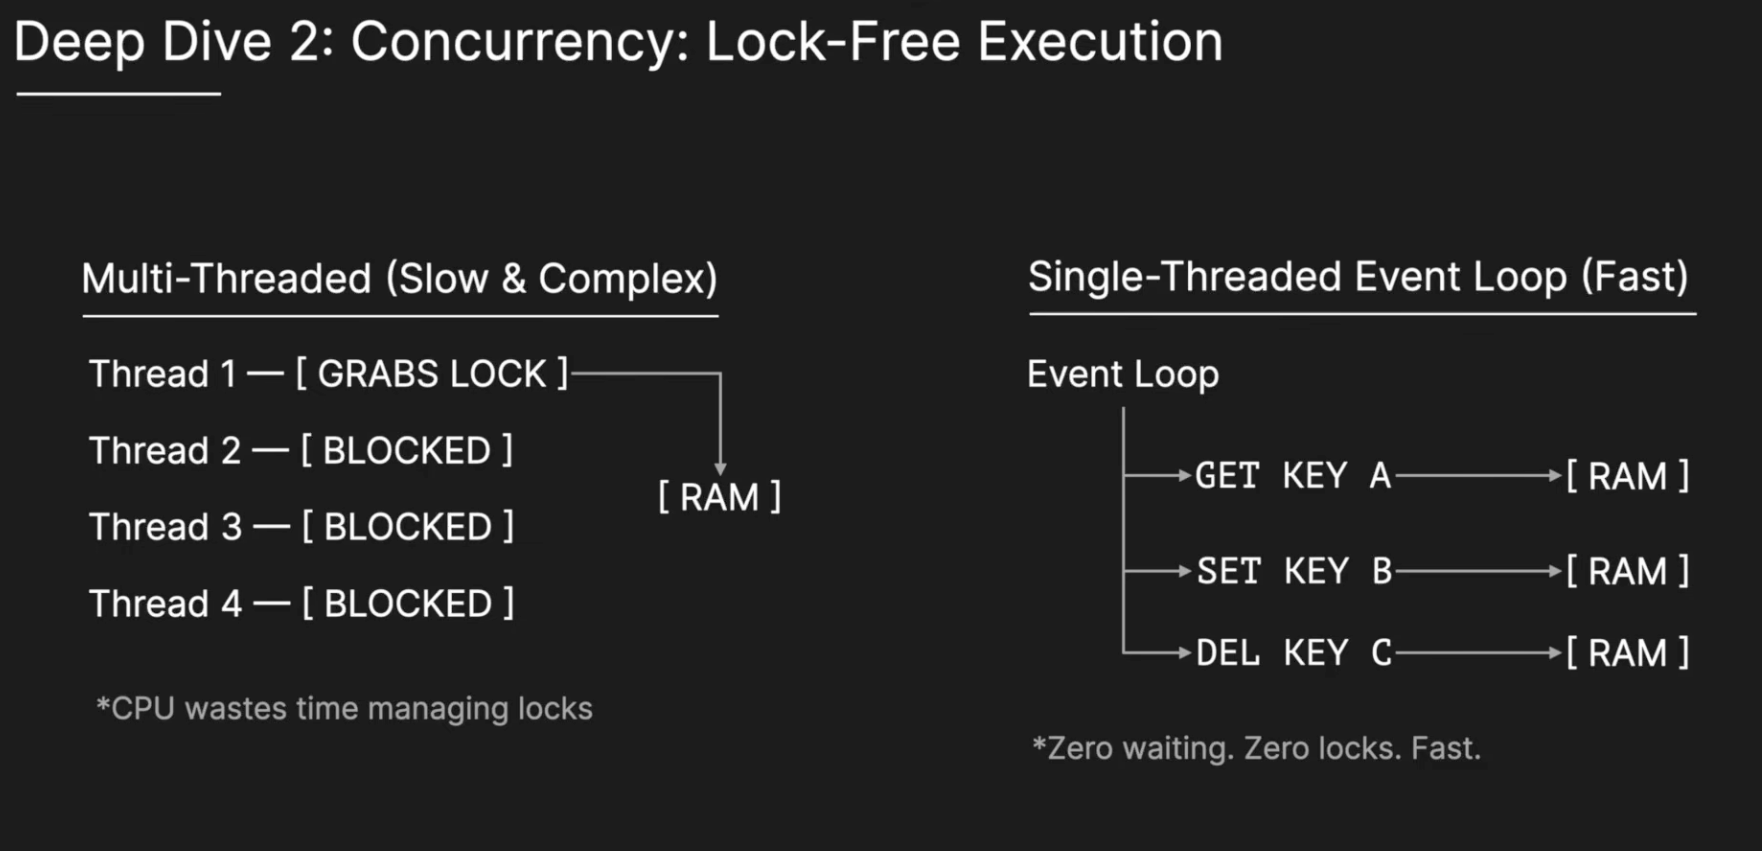 Deep Dive 2: Concurrency: Lock-Free Execution
Multi-Threaded (Slow & Complex)
Thread 1 — [ GRABS LOCK ]
Thread 2 — [ BLOCKED ]
[ RAM ]
Thread 3 — [ BLOCKED ]
Thread 4 — [ BLOCKED ]
*CPU wastes time managing locks
Single-Threaded Event Loop (Fast)
Event Loop
GET KEY A [ RAM ]
SET KEY B [ RAM ]
DEL KEY C [ RAM ]
*Zero waiting. Zero locks. Fast.